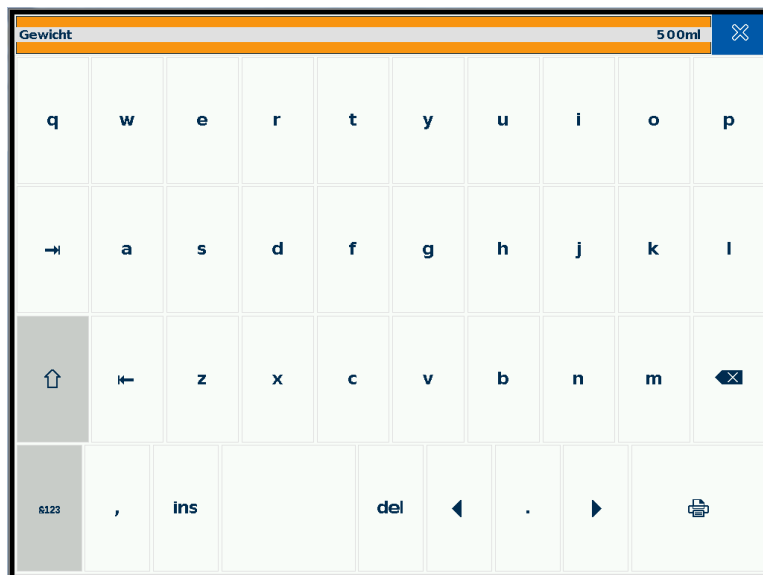 Gewicht 500ml
q w e r t y u i o p
a s d f g h j k l
z x c v b n m
&123 , ins del .